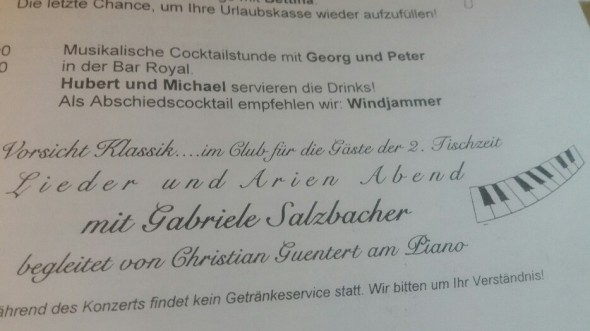 Die letzte Chance, um Ihre Urlaubskasse wieder aufzufüllen!
Musikalische Cocktailstunde mit Georg und Peter
in der Bar Royal.
Hubert und Michael servieren die Drinks!
Als Abschiedscocktail empfehlen wir: Windjammer
Vorsicht Klassik....im Club für die Gäste der 2. Tischzeit
Lieder und Arien Abend
mit Gabriele Salzbacher
begleitet von Christian Guentert am Piano
ährend des Konzerts findet kein Getränkeservice statt. Wir bitten um Ihr Verständnis!